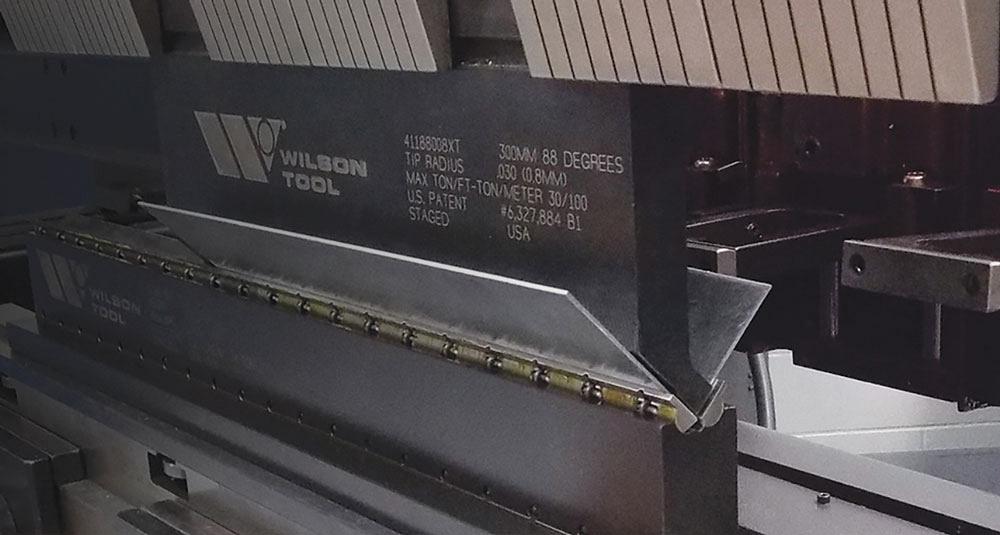 WILSON
TOOL
41188008XT 300MM 88 DEGREES
TIP RADIUS .030 (0.8MM)
MAX TON/FT-TON/METER 30/100
U.S. PATENT #6,327,884 B1
STAGED USA
WILSON
TOOL